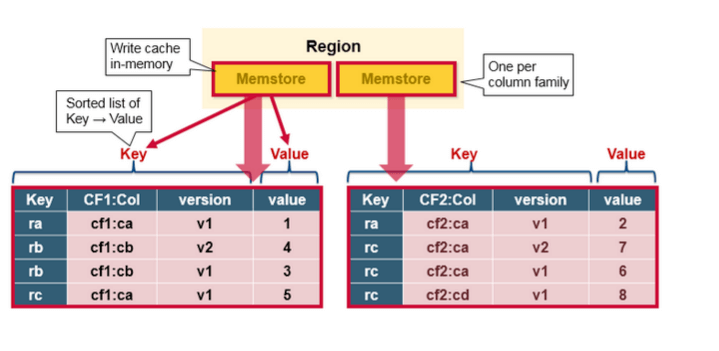 Region
Write cache
in-memory
Memstore
Memstore
One per
column family
Sorted list of
Key → Value
Key
Value
Key
Value
Key CF1:Col version value
ra cf1:ca v1 1
rb cf1:cb v2 4
rb cf1:cb v1 3
rc cf1:ca v1 5
Key CF2:Col version value
ra cf2:ca v1 2
rc cf2:ca v2 7
rc cf2:ca v1 6
rc cf2:cd v1 8